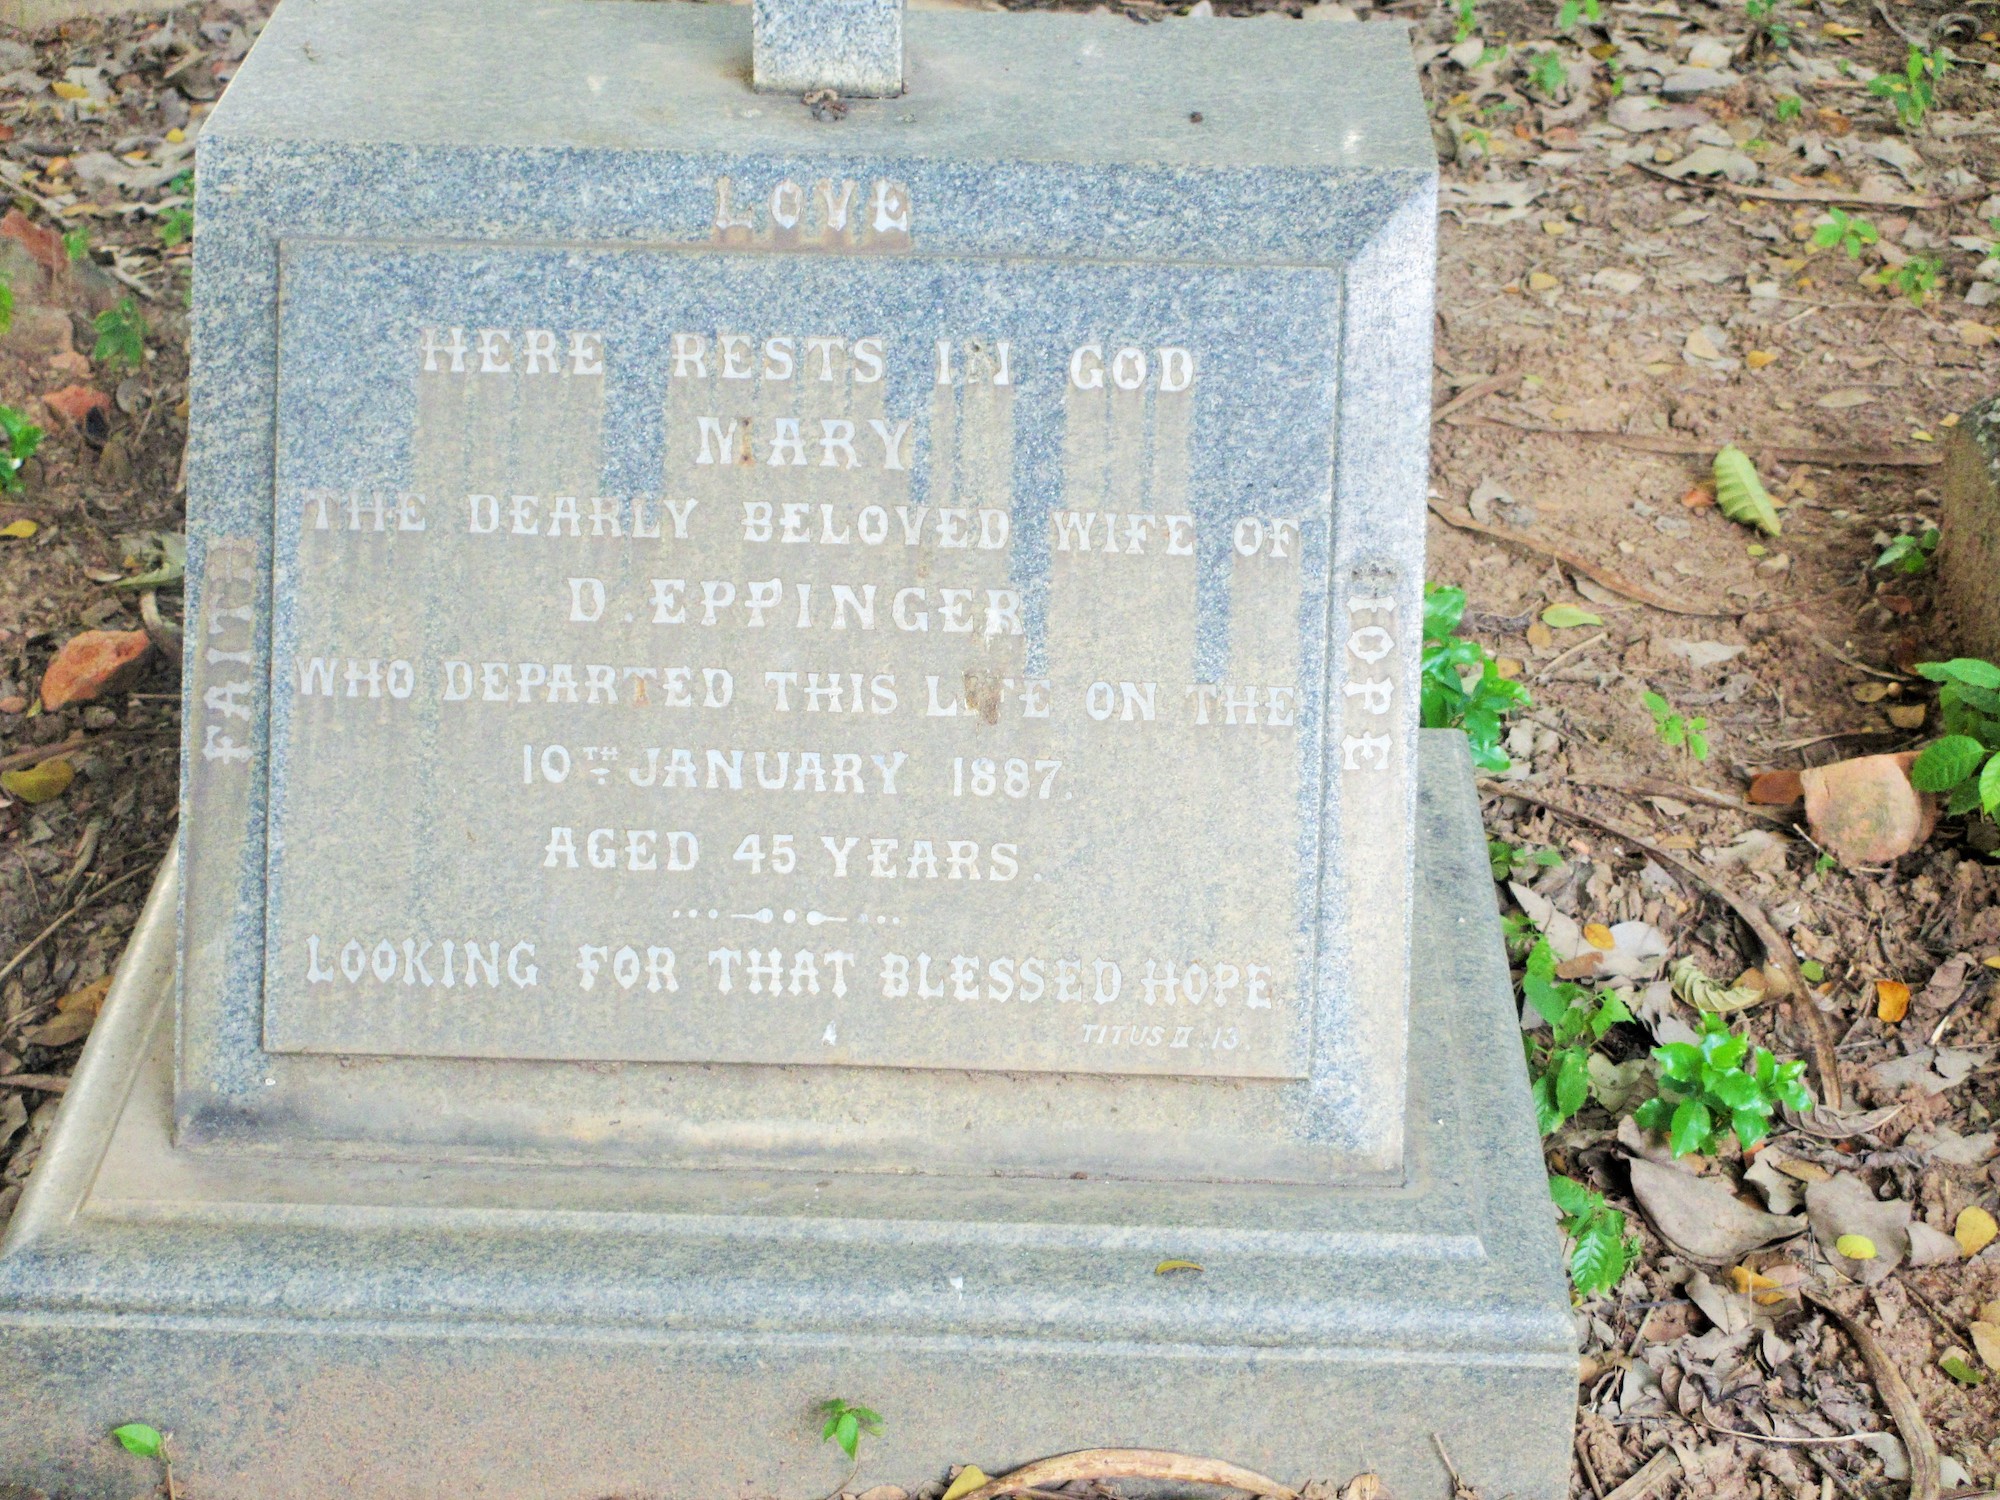 LOVE
FAITH
HOPE
HERE RESTS IN GOD
MARY
THE DEARLY BELOVED WIFE OF
D. EPPINGER
WHO DEPARTED THIS LIFE ON THE
10TH JANUARY 1887.
AGED 45 YEARS.
LOOKING FOR THAT BLESSED HOPE
TITUS II. 13.